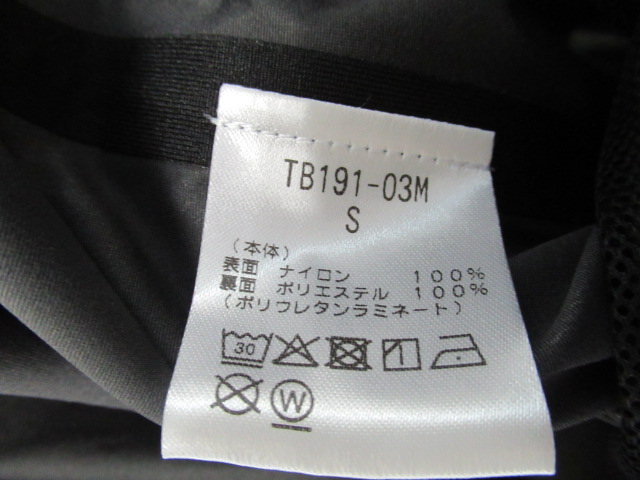 TB191-03M
S
(本体)
表面 ナイロン 100%
裏面 ポリエステル 100%
(ポリウレタンラミネート)
30
W